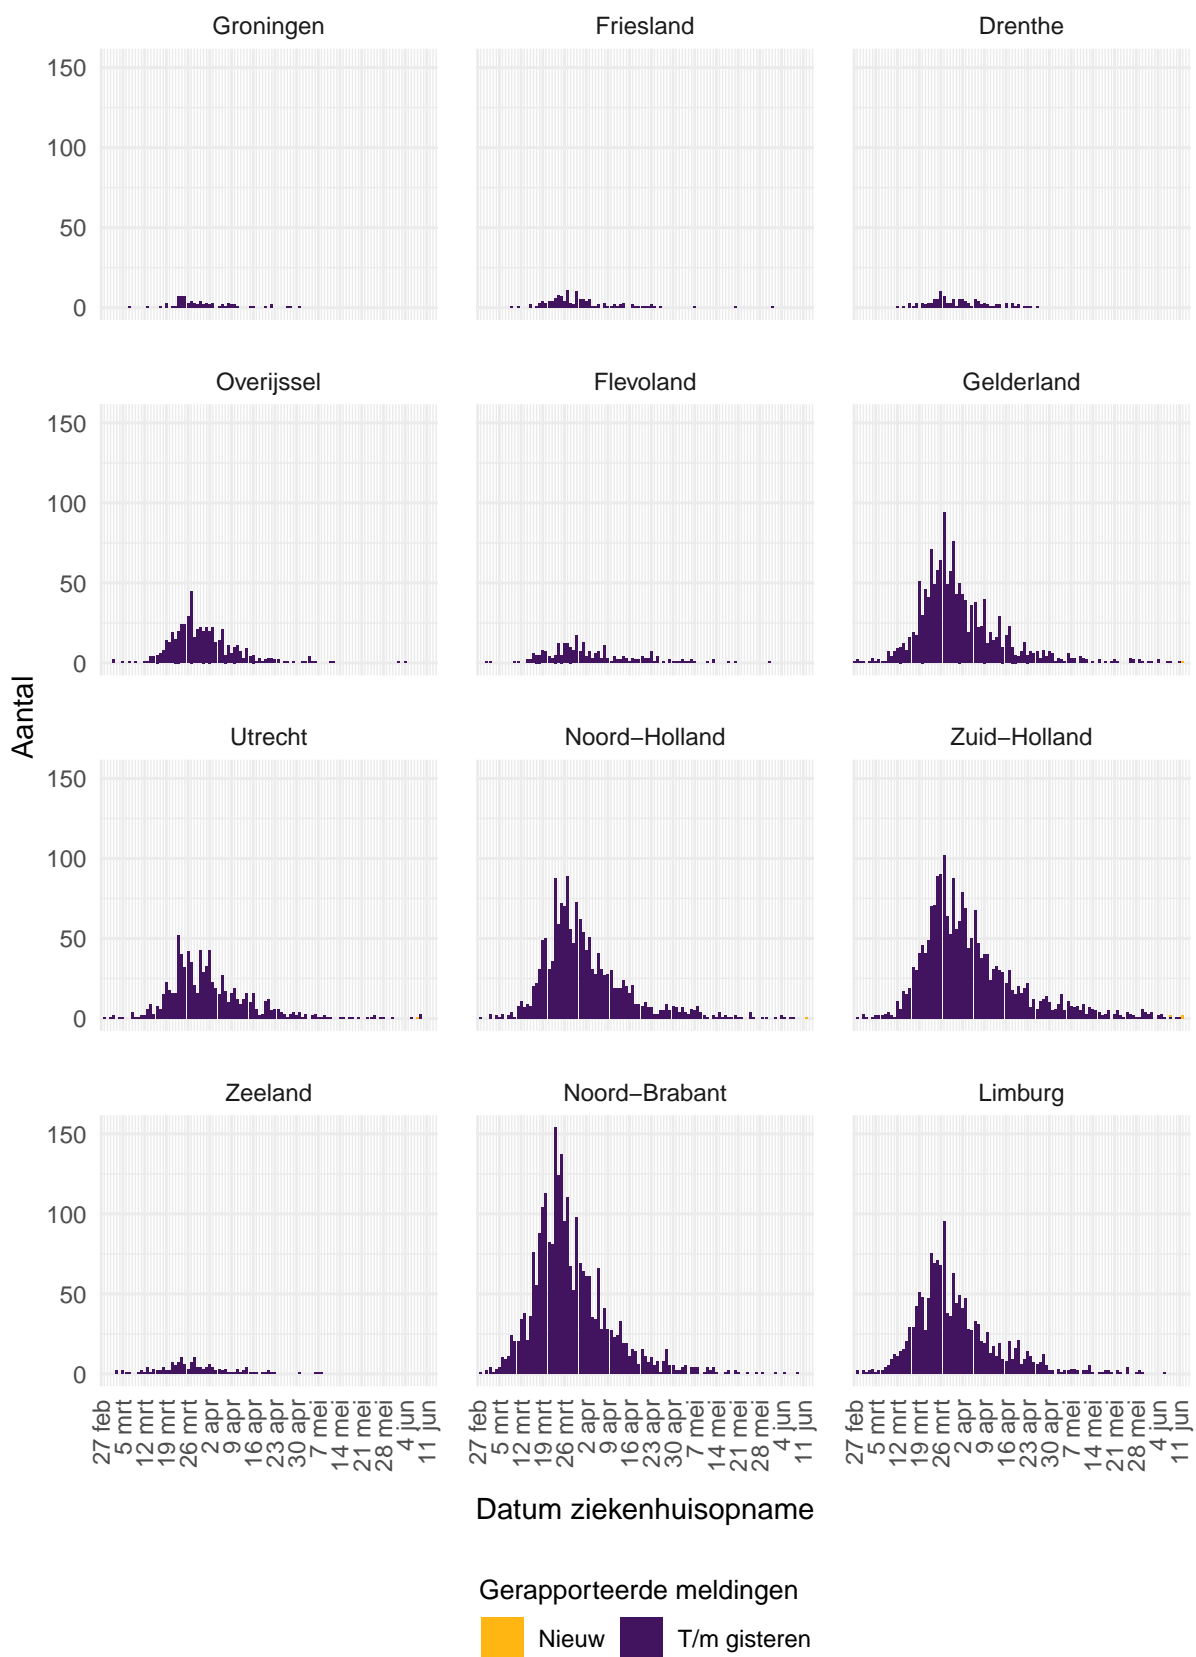 Groningen Friesland Drenthe
150
100
50
0
Overijssel Flevoland Gelderland
150
100
50
0
Aantal
Utrecht Noord−Holland Zuid−Holland
150
100
50
0
Zeeland Noord−Brabant Limburg
150
100
50
0
27 feb 5 mrt 12 mrt 19 mrt 26 mrt 2 apr 9 apr 16 apr 23 apr 30 apr 7 mei 14 mei 21 mei 28 mei 4 jun 11 jun
27 feb 5 mrt 12 mrt 19 mrt 26 mrt 2 apr 9 apr 16 apr 23 apr 30 apr 7 mei 14 mei 21 mei 28 mei 4 jun 11 jun
27 feb 5 mrt 12 mrt 19 mrt 26 mrt 2 apr 9 apr 16 apr 23 apr 30 apr 7 mei 14 mei 21 mei 28 mei 4 jun 11 jun
Datum ziekenhuisopname
Gerapporteerde meldingen
Nieuw T/m gisteren